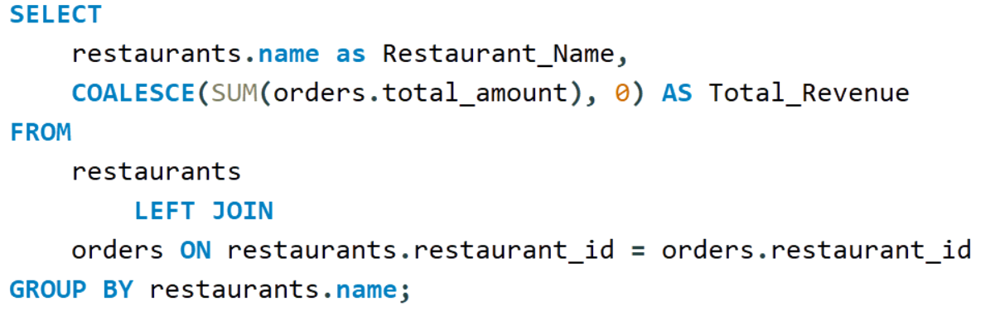 SELECT
restaurants.name as Restaurant_Name,
COALESCE(SUM(orders.total_amount), 0) AS Total_Revenue
FROM
restaurants
LEFT JOIN
orders ON restaurants.restaurant_id = orders.restaurant_id
GROUP BY restaurants.name;